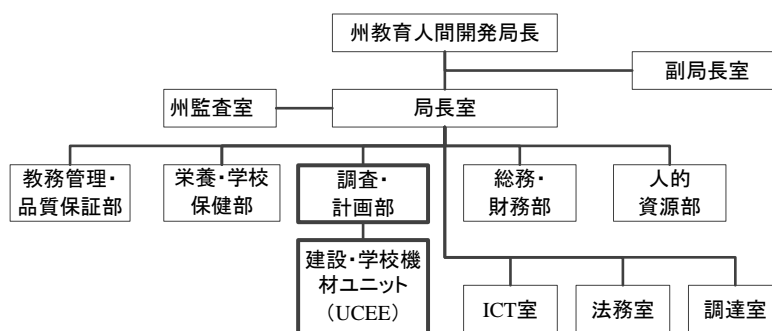 州教育人間開発局長
副局長室
州監査室
局長室
教務管理・
品質保証部
栄養・学校
保健部
調査・
計画部
総務・
財務部
人的
資源部
建設・学校機
材ユニット
（UCEE）
ICT室
法務室
調達室